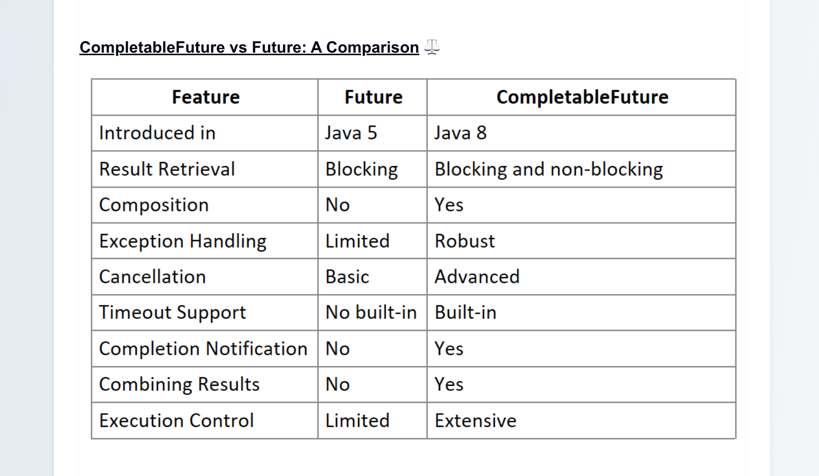 CompletableFuture vs Future: A Comparison ⚖
Feature Future CompletableFuture
Introduced in Java 5 Java 8
Result Retrieval Blocking Blocking and non-blocking
Composition No Yes
Exception Handling Limited Robust
Cancellation Basic Advanced
Timeout Support No built-in Built-in
Completion Notification No Yes
Combining Results No Yes
Execution Control Limited Extensive